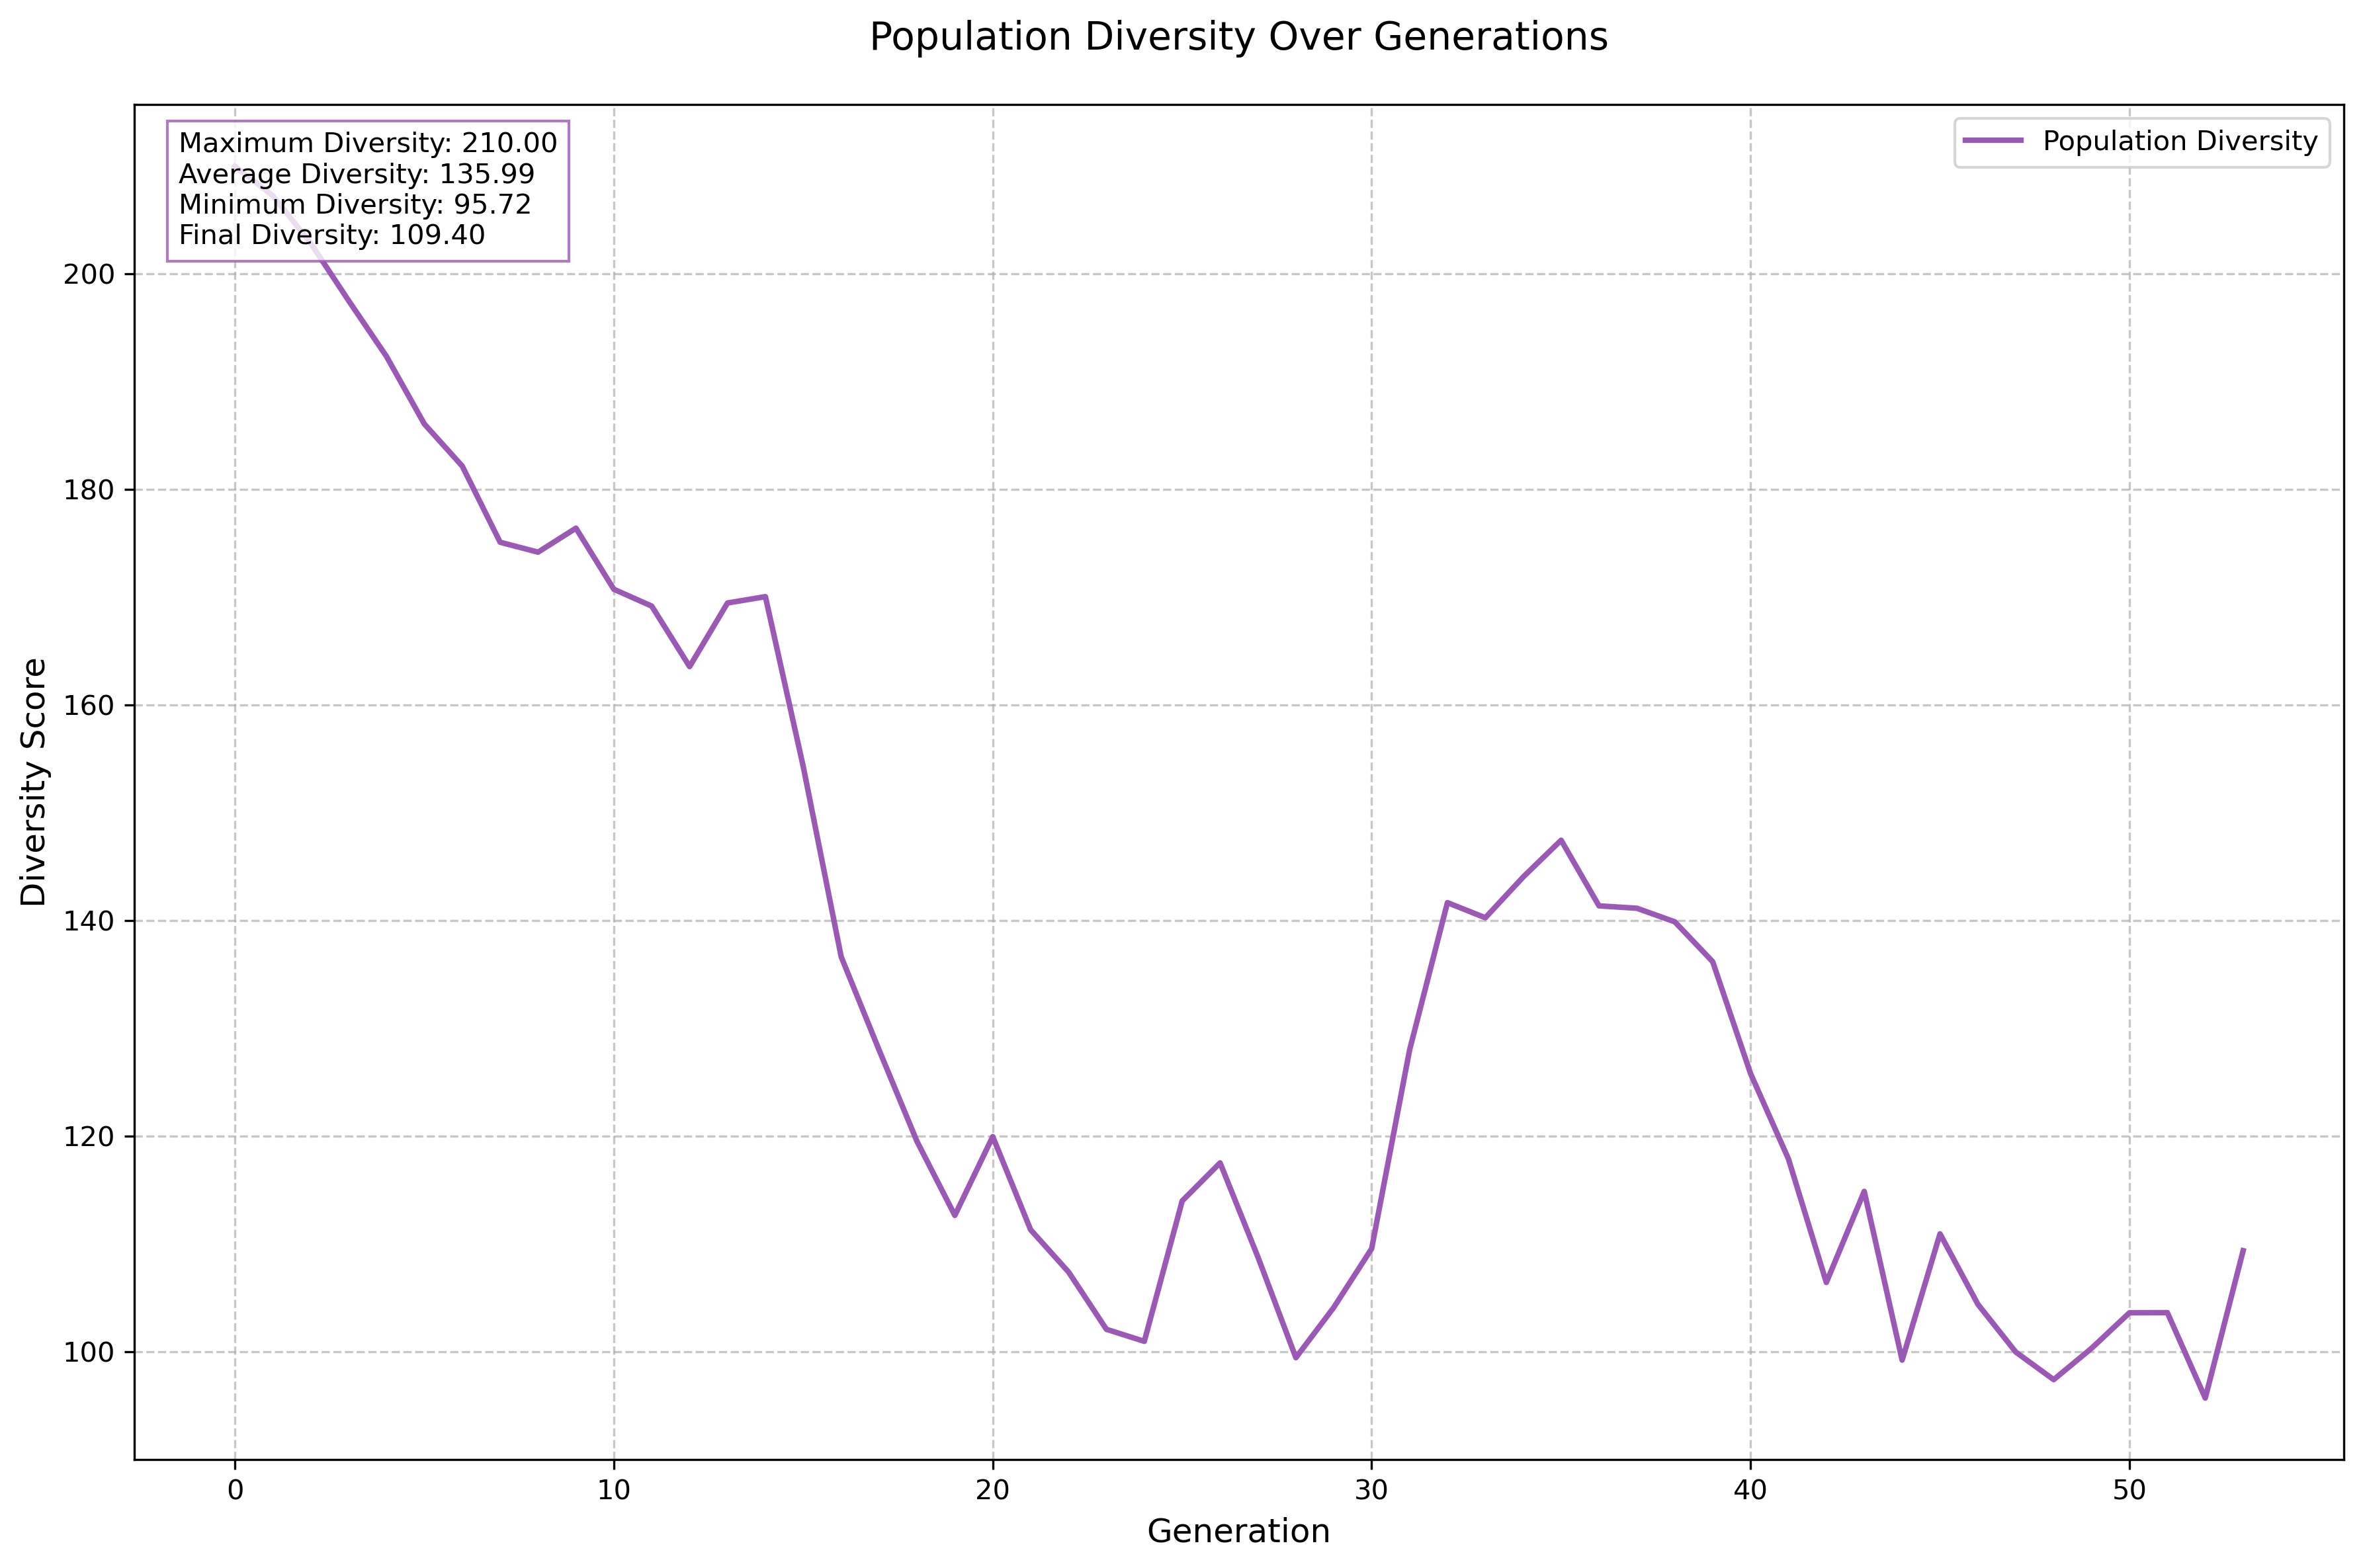 Population Diversity Over Generations
Maximum Diversity: 210.00
Average Diversity: 135.99
Minimum Diversity: 95.72
Final Diversity: 109.40
Population Diversity
Diversity Score
200
180
160
140
120
100
0 10 20 30 40 50
Generation